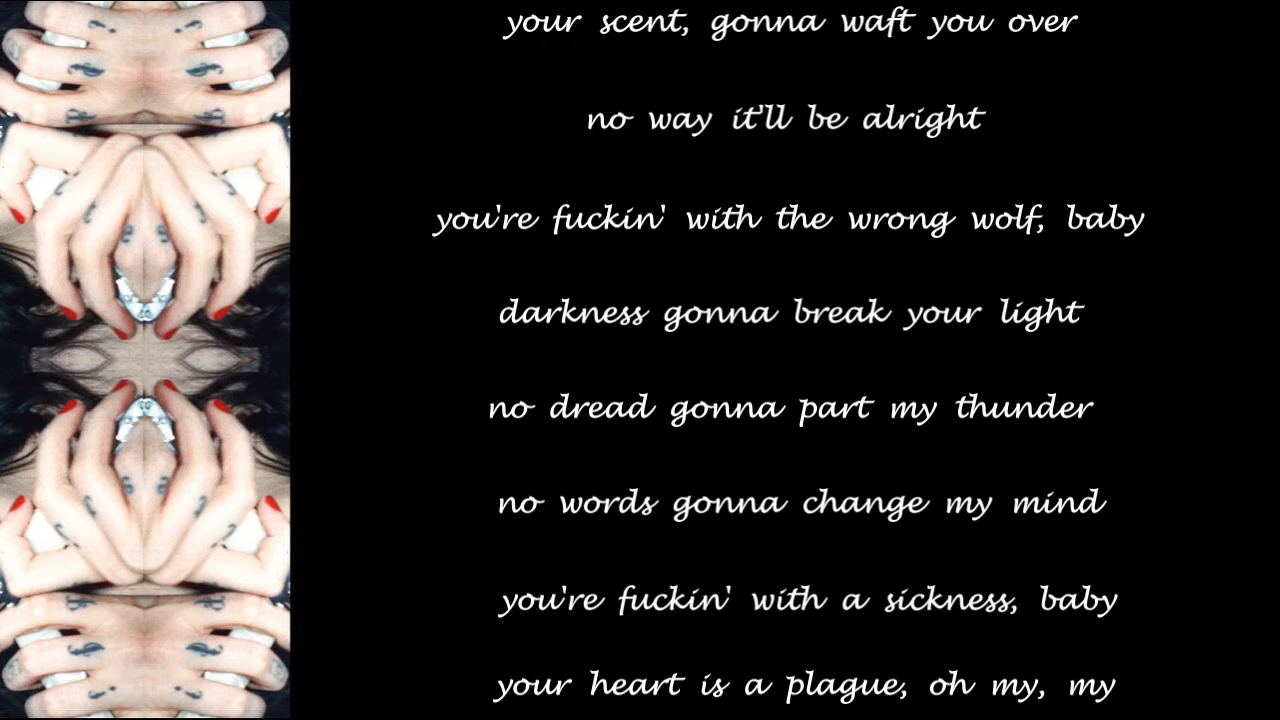 your scent, gonna waft you over
no way it'll be alright
you're fuckin' with the wrong wolf, baby
darkness gonna break your light
no dread gonna part my thunder
no words gonna change my mind
you're fuckin' with a sickness, baby
your heart is a plague, oh my, my